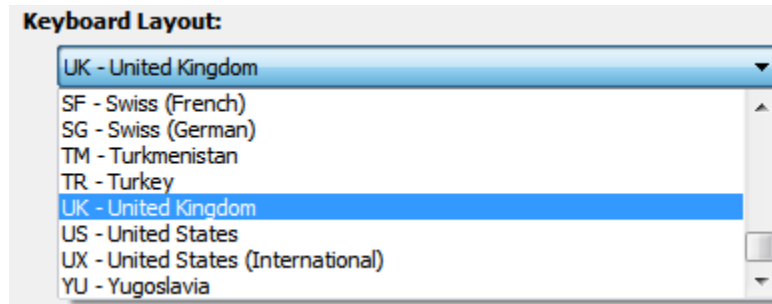 Keyboard Layout:
UK - United Kingdom
SF - Swiss (French)
SG - Swiss (German)
TM - Turkmenistan
TR - Turkey
UK - United Kingdom
US - United States
UX - United States (International)
YU - Yugoslavia